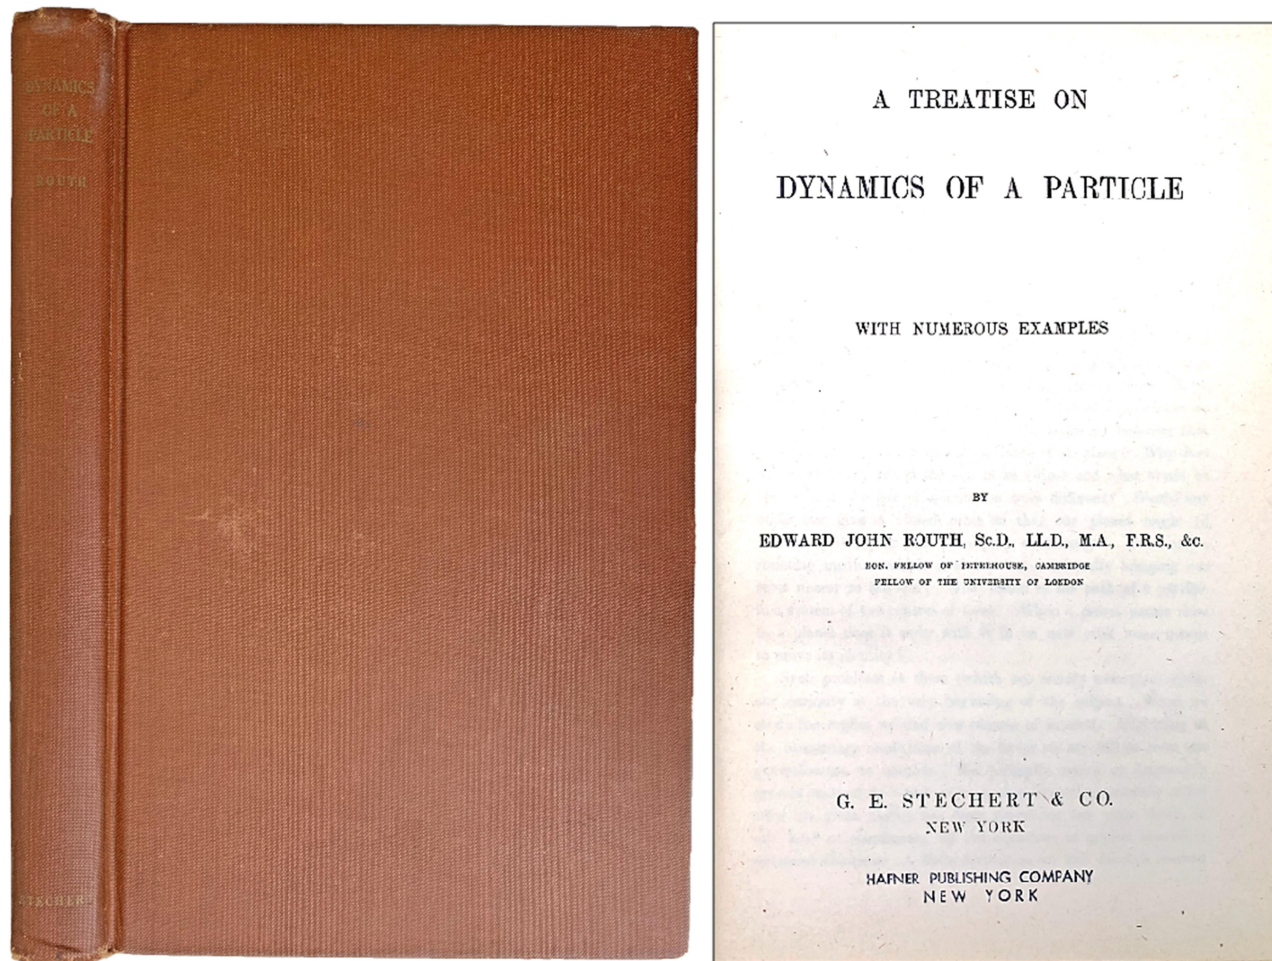 DYNAMICS
OF A
PARTICLE
ROUTH
STECHERT
A TREATISE ON
DYNAMICS OF A PARTICLE
WITH NUMEROUS EXAMPLES
BY
EDWARD JOHN ROUTH, Sc.D., LL.D., M.A., F.R.S., &c.
HON. FELLOW OF PETERHOUSE, CAMBRIDGE
FELLOW OF THE UNIVERSITY OF LONDON
G. E. STECHERT & CO.
NEW YORK
HAFNER PUBLISHING COMPANY
NEW YORK